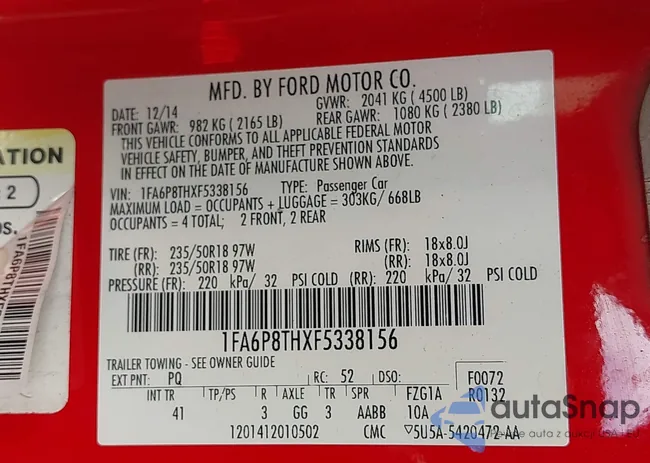 MFD. BY FORD MOTOR CO.
DATE: 12/14 GVWR: 2041 KG ( 4500 LB)
FRONT GAWR: 982 KG ( 2165 LB) REAR GAWR: 1080 KG ( 2380 LB)
THIS VEHICLE CONFORMS TO ALL APPLICABLE FEDERAL MOTOR
VEHICLE SAFETY, BUMPER, AND THEFT PREVENTION STANDARDS
IN EFFECT ON THE DATE OF MANUFACTURE SHOWN ABOVE.
VIN: 1FA6P8THXF5338156 TYPE: Passenger Car
MAXIMUM LOAD = OCCUPANTS + LUGGAGE = 303KG/ 668LB
OCCUPANTS = 4 TOTAL; 2 FRONT, 2 REAR
TIRE (FR): 235/50R18 97W RIMS (FR): 18x8.0J
(RR): 235/50R18 97W (RR): 18x8.0J
PRESSURE (FR): 220 kPa/ 32 PSI COLD (RR): 220 kPa/ 32 PSI COLD
1FA6P8THXF5338156
TRAILER TOWING - SEE OWNER GUIDE
EXT PNT: PQ RC: 52 DSO: F0072
R0132
INT TR TP/PS R AXLE TR SPR FZG1A
41 3 GG 3 AABB 10A
1201412010502 CMC 5U5A-5420472-AA
ATION
: 2
OS.
1FA6P8THX
autaSnap